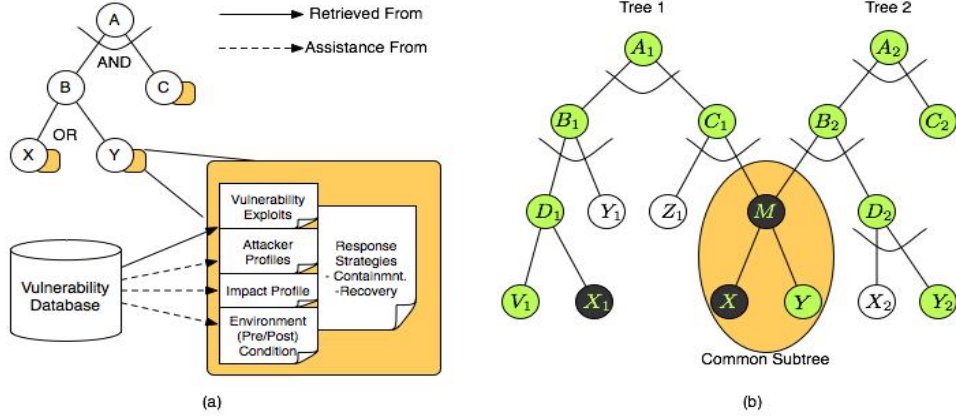 Retrieved From
Assistance From
A
AND
B
C
OR
X
Y
Vulnerability
Database
Vulnerability
Exploits
Attacker
Profiles
Impact Profile
Environment
(Pre/Post)
Condition
Response
Strategies
- Containmnt.
-Recovery
(a)
Tree 1
Tree 2
A1
A2
B1
C1
B2
C2
D1
Y1
Z1
M
D2
V1
X1
X
Y
X2
Y2
Common Subtree
(b)